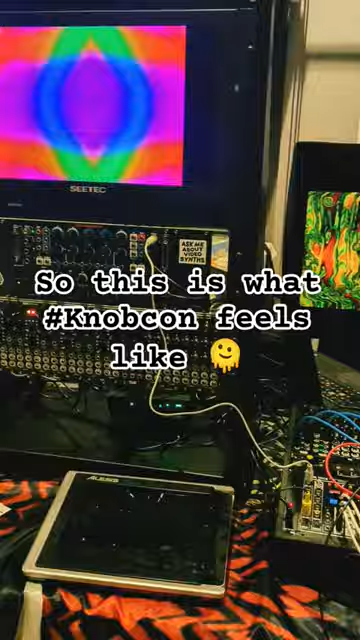 SEETEC
ASK ME
ABOUT
VIDEO
SYNTHS
So this is what
#Knobcon feels
like 🫠
ALESIS